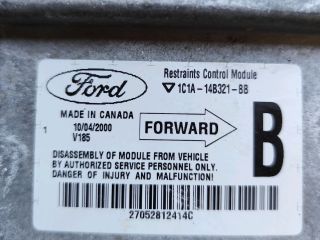 Ford
Restraints Control Module
1C1A-14B321-BB
MADE IN CANADA
10/04/2000
V185
1
FORWARD
B
DISASSEMBLY OF MODULE FROM VEHICLE
BY AUTHORIZED SERVICE PERSONNEL ONLY.
DANGER OF INJURY AND MALFUNCTION!
27052812414C